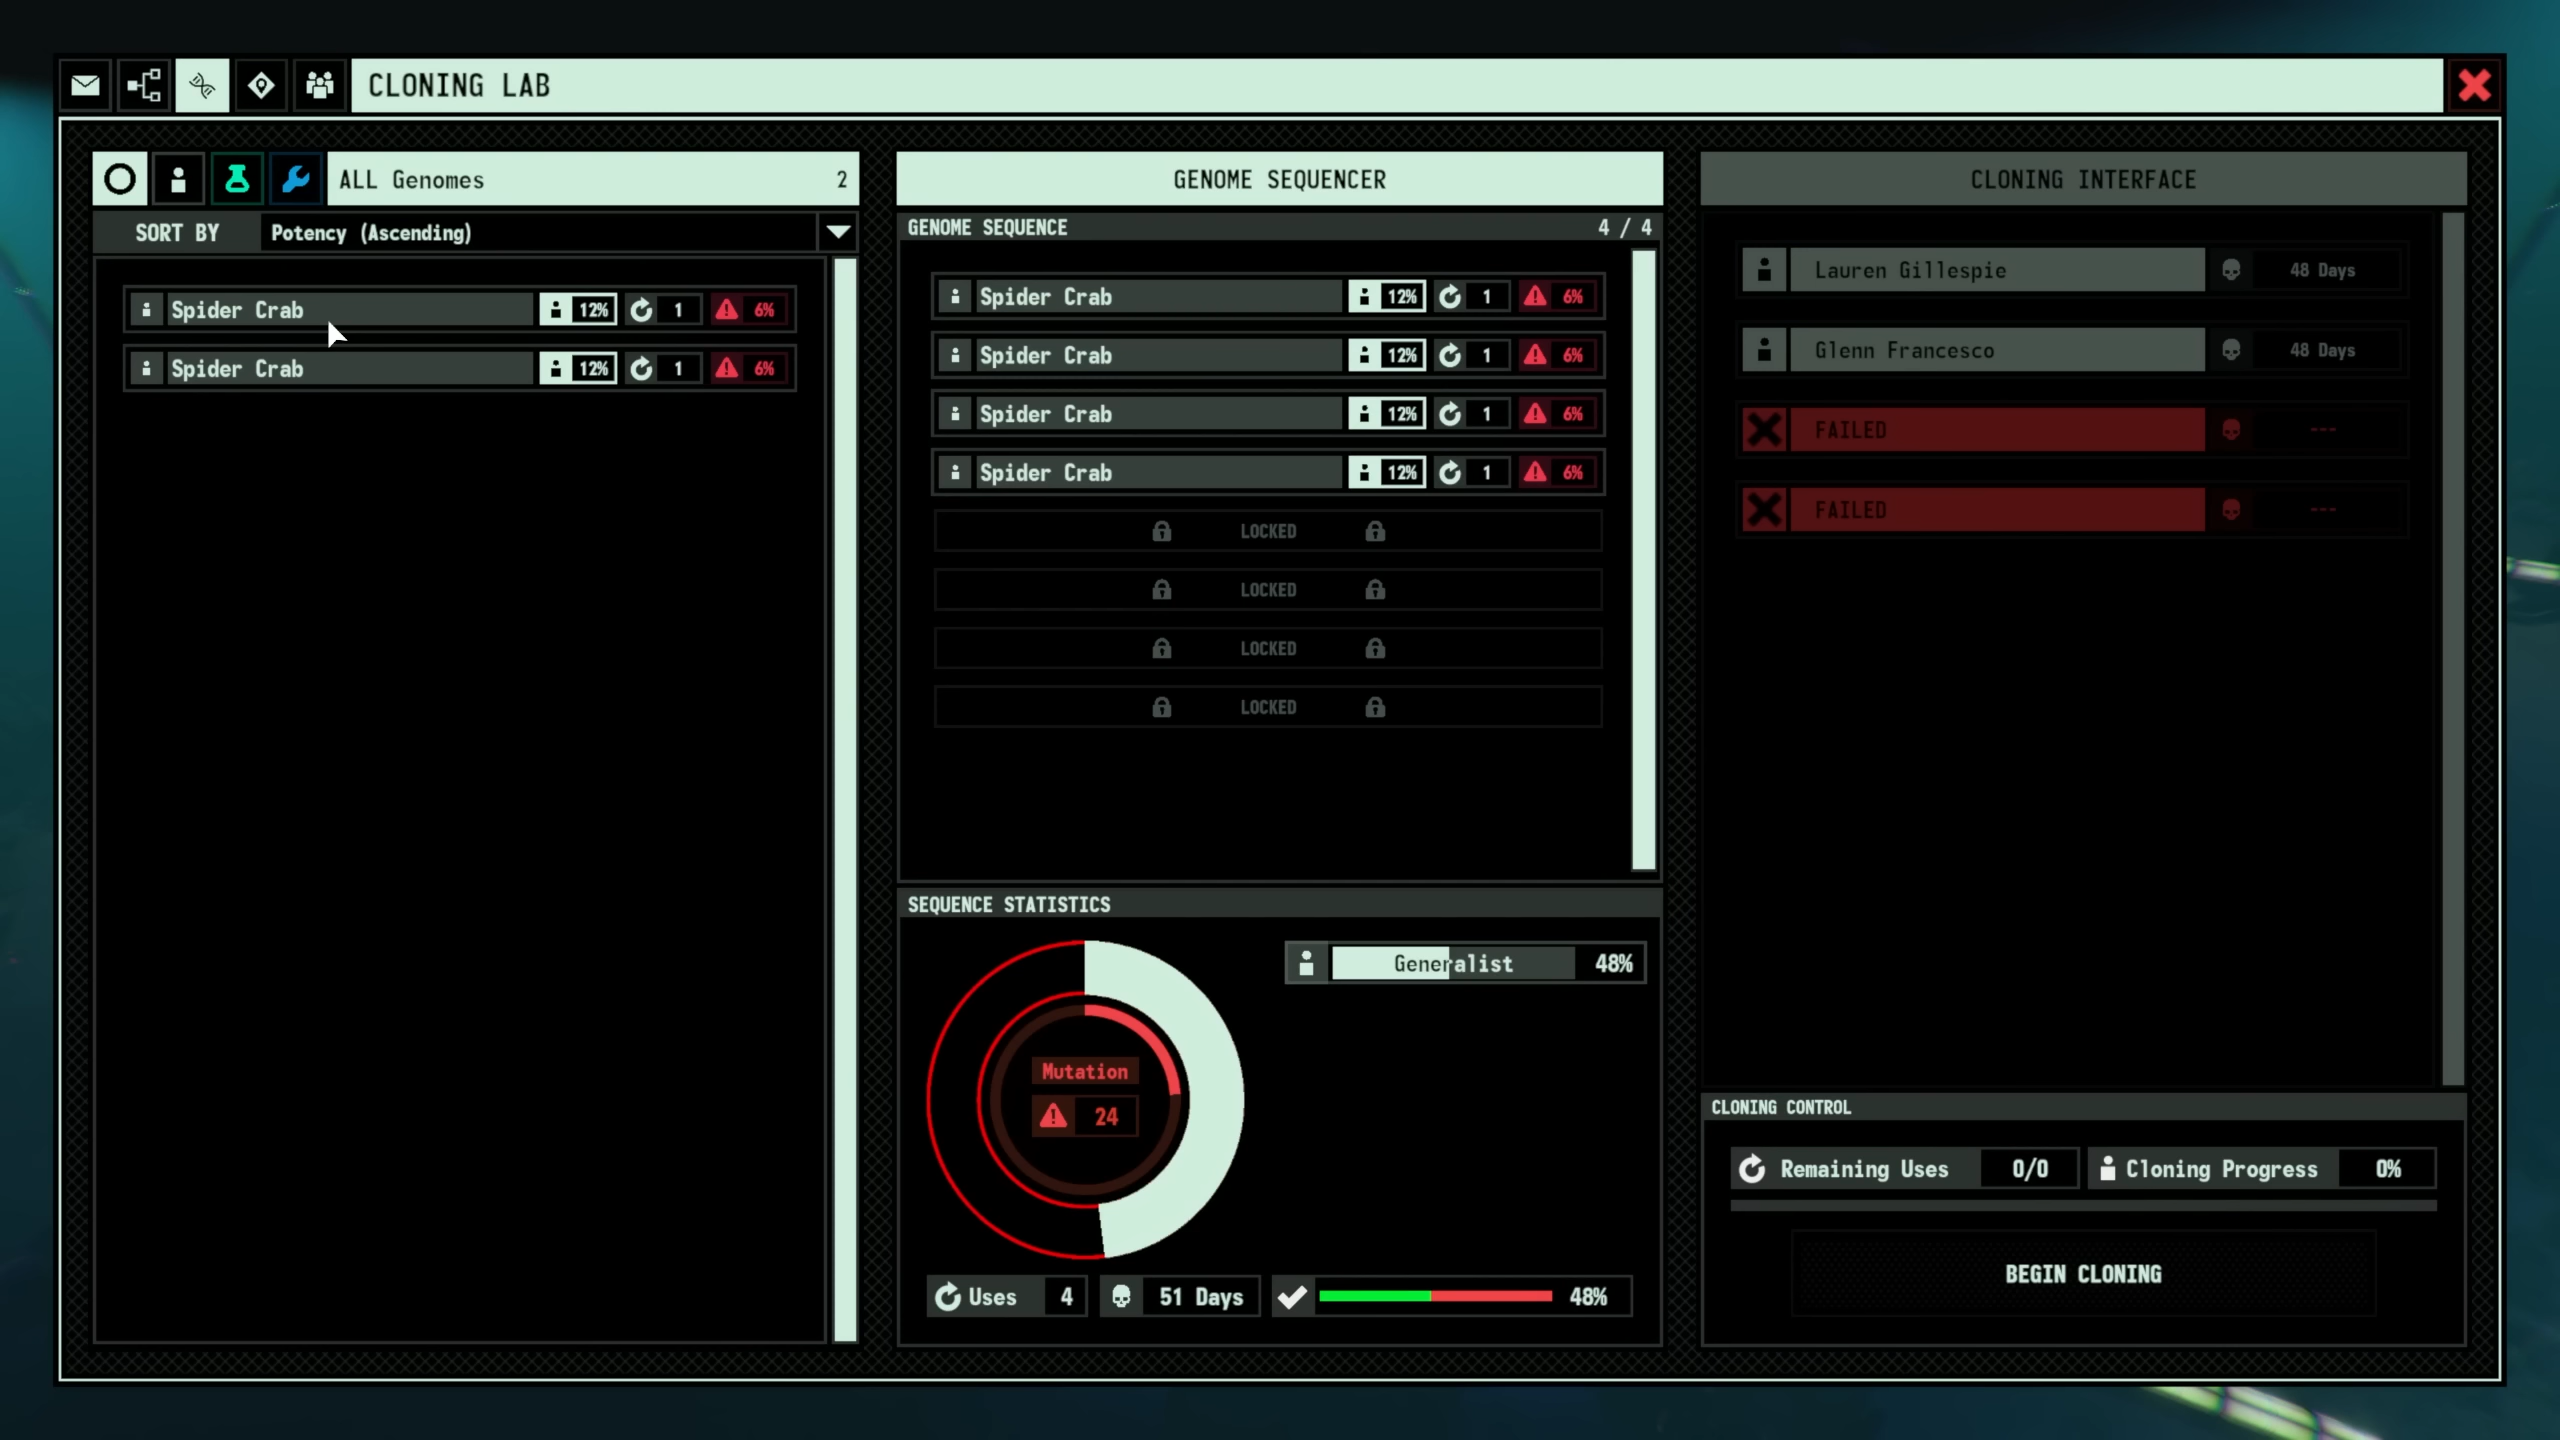 CLONING LAB
ALL Genomes 2
SORT BY Potency (Ascending)
Spider Crab 12% 1 6%
Spider Crab 12% 1 6%
GENOME SEQUENCER
GENOME SEQUENCE 4 / 4
Spider Crab 12% 1 6%
Spider Crab 12% 1 6%
Spider Crab 12% 1 6%
Spider Crab 12% 1 6%
LOCKED
LOCKED
LOCKED
LOCKED
SEQUENCE STATISTICS
Generalist 48%
Mutation
24
Uses 4 51 Days 48%
CLONING INTERFACE
Lauren Gillespie 48 Days
Glenn Francesco 48 Days
FAILED ---
FAILED ---
CLONING CONTROL
Remaining Uses 0/0 Cloning Progress 0%
BEGIN CLONING